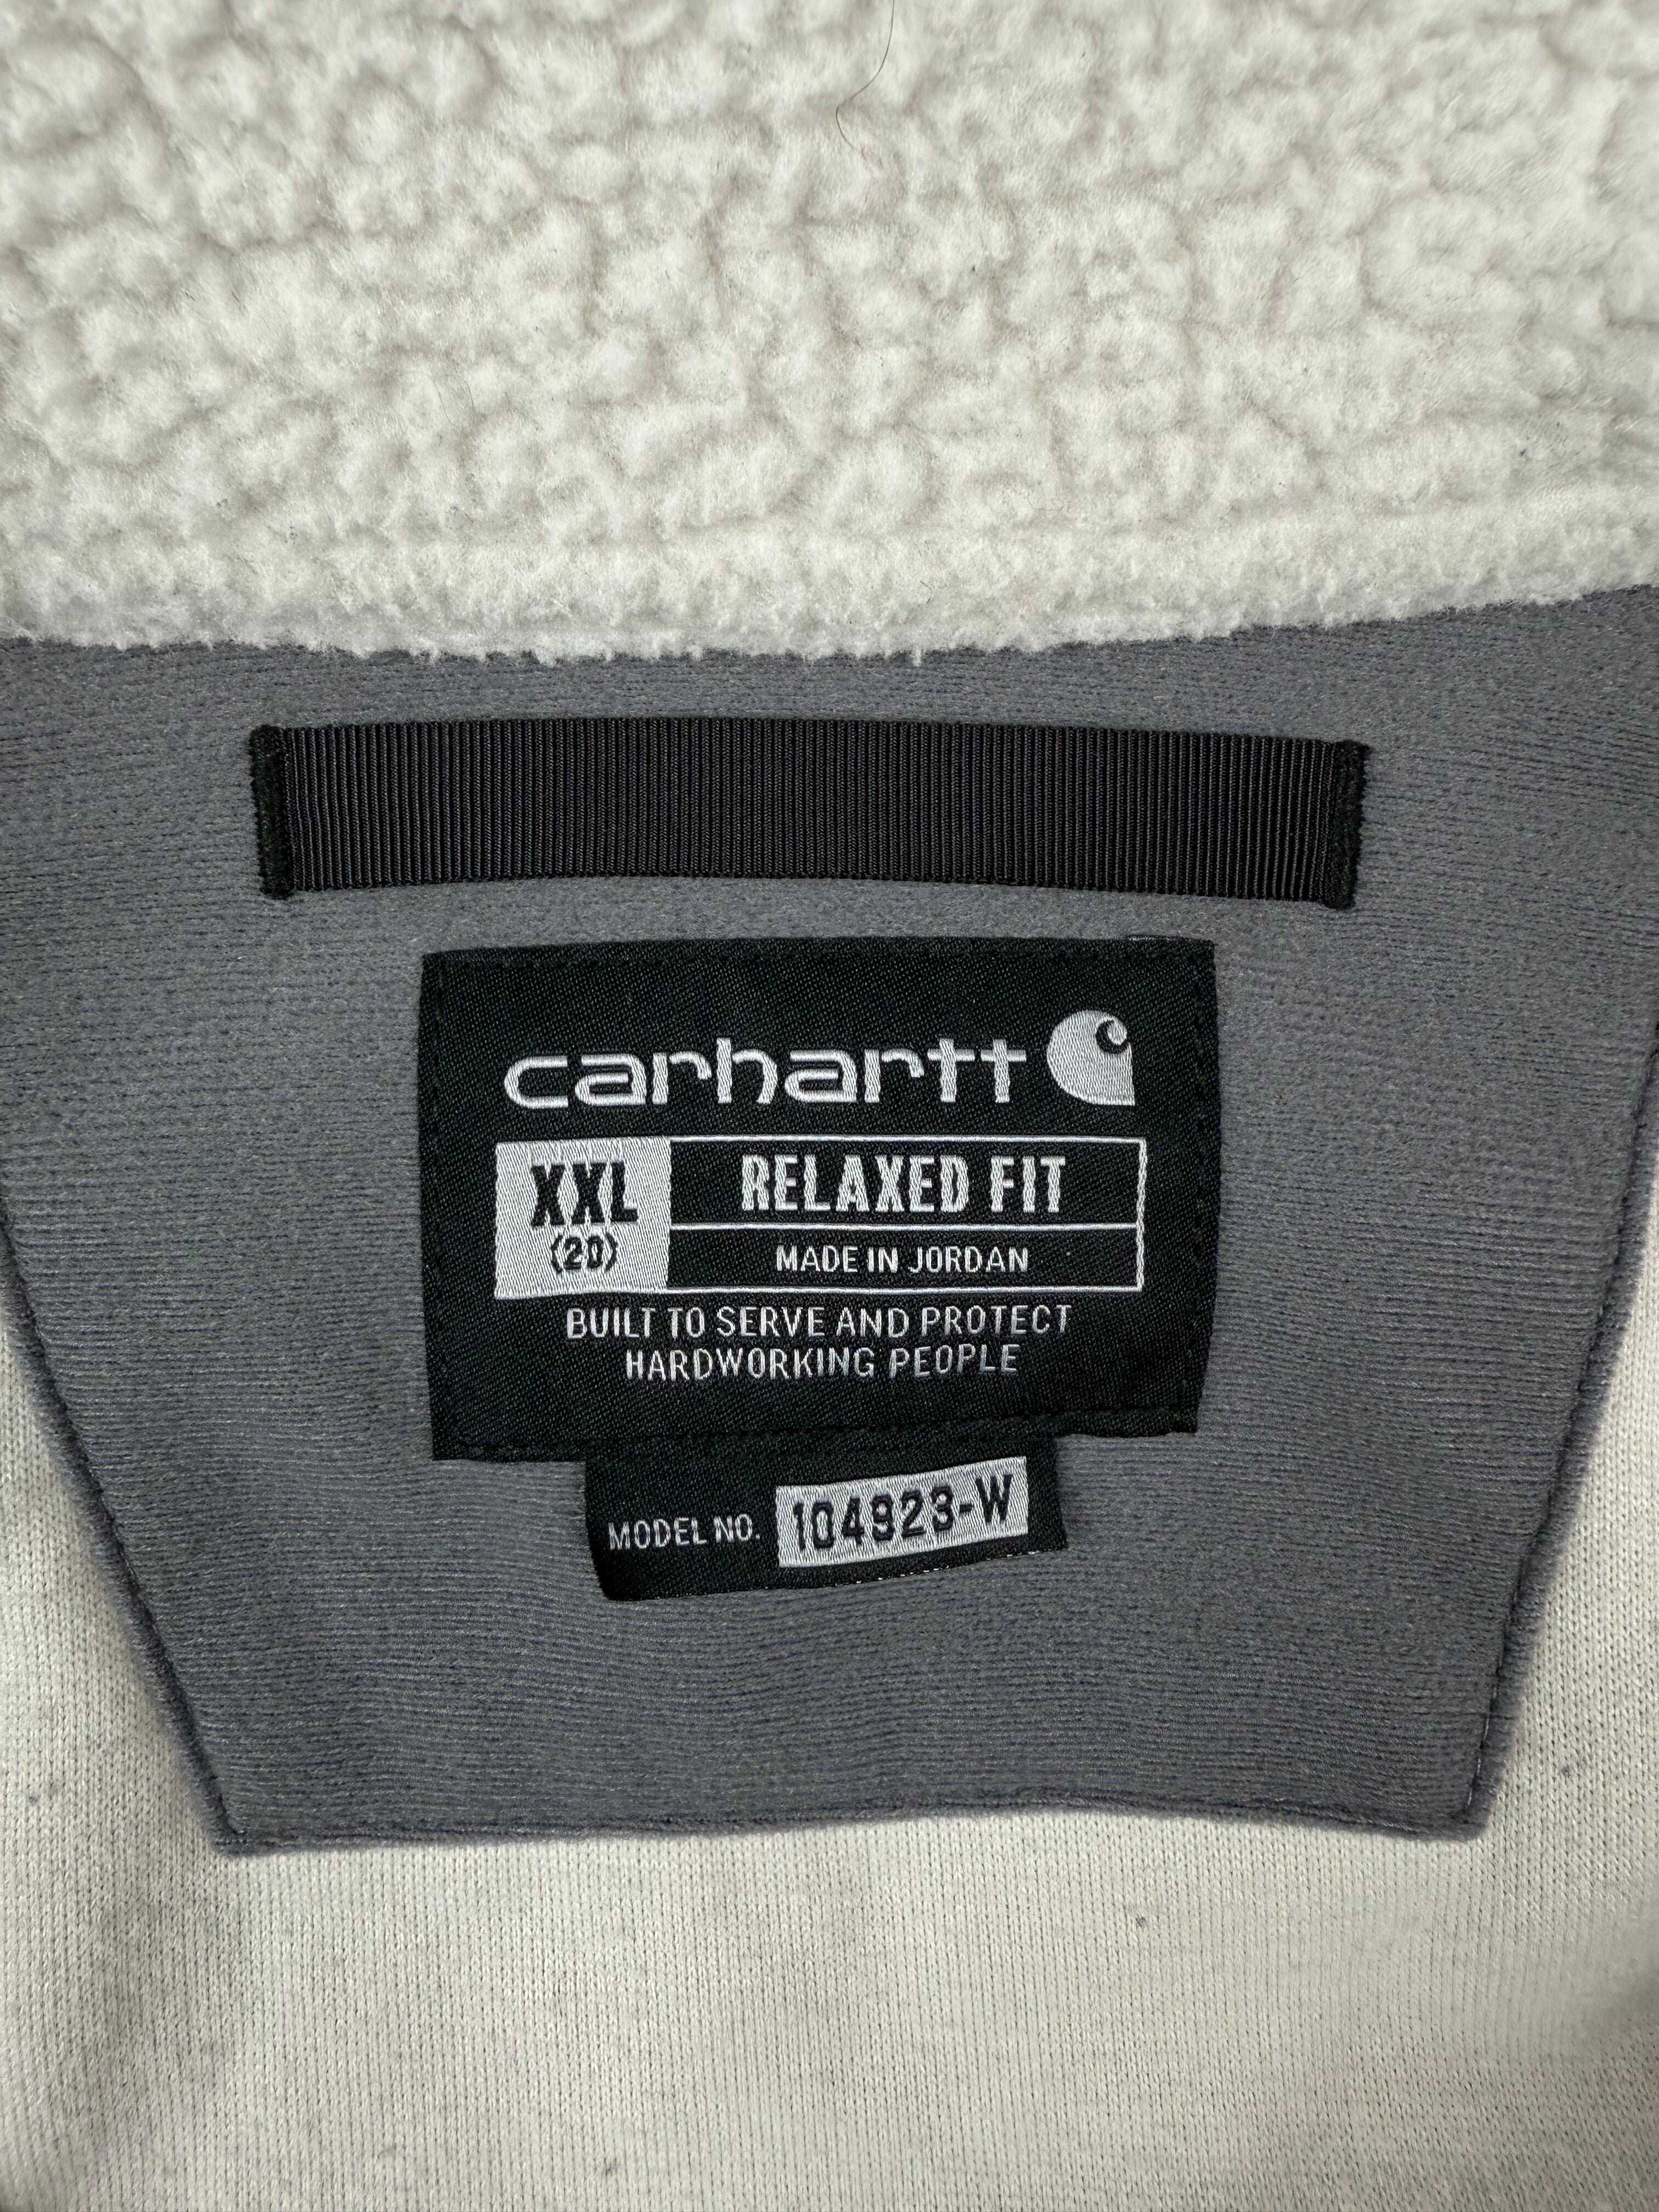 carhartt
XXL
(20)
RELAXED FIT
MADE IN JORDAN
BUILT TO SERVE AND PROTECT
HARDWORKING PEOPLE
MODEL NO. 104923-W